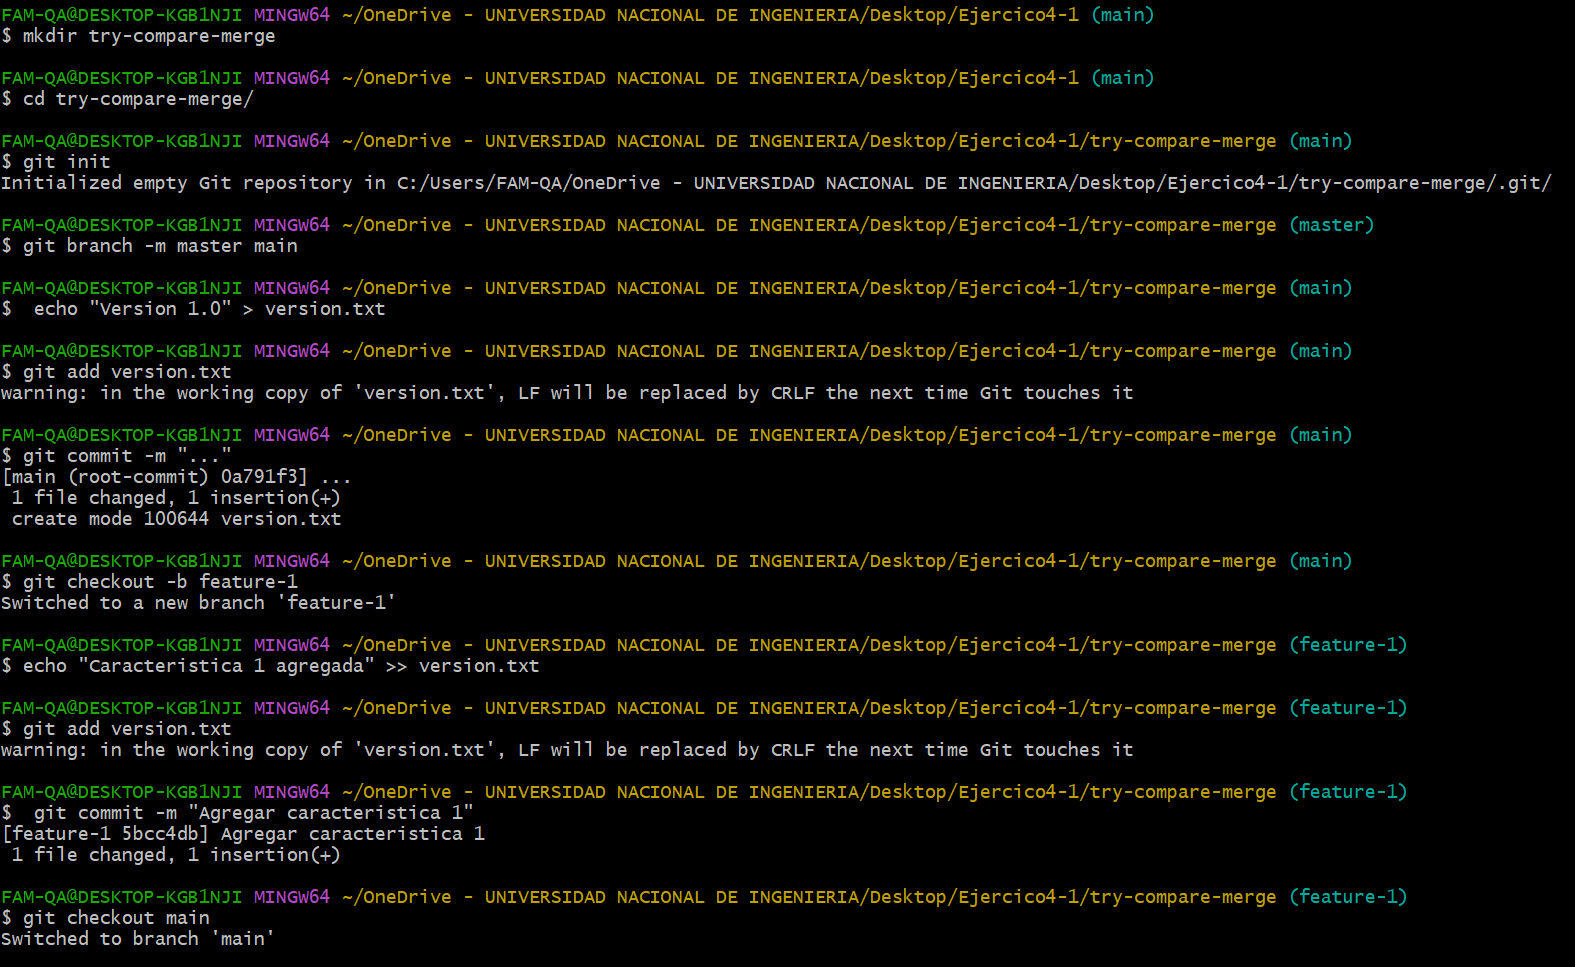 FAM-QA@DESKTOP-KGB1NJI MINGW64 ~/OneDrive - UNIVERSIDAD NACIONAL DE INGENIERIA/Desktop/Ejercico4-1 (main)
$ mkdir try-compare-merge
FAM-QA@DESKTOP-KGB1NJI MINGW64 ~/OneDrive - UNIVERSIDAD NACIONAL DE INGENIERIA/Desktop/Ejercico4-1 (main)
$ cd try-compare-merge/
FAM-QA@DESKTOP-KGB1NJI MINGW64 ~/OneDrive - UNIVERSIDAD NACIONAL DE INGENIERIA/Desktop/Ejercico4-1/try-compare-merge (main)
$ git init
Initialized empty Git repository in C:/Users/FAM-QA/OneDrive - UNIVERSIDAD NACIONAL DE INGENIERIA/Desktop/Ejercico4-1/try-compare-merge/.git/
FAM-QA@DESKTOP-KGB1NJI MINGW64 ~/OneDrive - UNIVERSIDAD NACIONAL DE INGENIERIA/Desktop/Ejercico4-1/try-compare-merge (master)
$ git branch -m master main
FAM-QA@DESKTOP-KGB1NJI MINGW64 ~/OneDrive - UNIVERSIDAD NACIONAL DE INGENIERIA/Desktop/Ejercico4-1/try-compare-merge (main)
$  echo "Version 1.0" > version.txt
FAM-QA@DESKTOP-KGB1NJI MINGW64 ~/OneDrive - UNIVERSIDAD NACIONAL DE INGENIERIA/Desktop/Ejercico4-1/try-compare-merge (main)
$ git add version.txt
warning: in the working copy of 'version.txt', LF will be replaced by CRLF the next time Git touches it
FAM-QA@DESKTOP-KGB1NJI MINGW64 ~/OneDrive - UNIVERSIDAD NACIONAL DE INGENIERIA/Desktop/Ejercico4-1/try-compare-merge (main)
$ git commit -m "..."
[main (root-commit) 0a791f3] ...
 1 file changed, 1 insertion(+)
 create mode 100644 version.txt
FAM-QA@DESKTOP-KGB1NJI MINGW64 ~/OneDrive - UNIVERSIDAD NACIONAL DE INGENIERIA/Desktop/Ejercico4-1/try-compare-merge (main)
$ git checkout -b feature-1
Switched to a new branch 'feature-1'
FAM-QA@DESKTOP-KGB1NJI MINGW64 ~/OneDrive - UNIVERSIDAD NACIONAL DE INGENIERIA/Desktop/Ejercico4-1/try-compare-merge (feature-1)
$ echo "Caracteristica 1 agregada" >> version.txt
FAM-QA@DESKTOP-KGB1NJI MINGW64 ~/OneDrive - UNIVERSIDAD NACIONAL DE INGENIERIA/Desktop/Ejercico4-1/try-compare-merge (feature-1)
$ git add version.txt
warning: in the working copy of 'version.txt', LF will be replaced by CRLF the next time Git touches it
FAM-QA@DESKTOP-KGB1NJI MINGW64 ~/OneDrive - UNIVERSIDAD NACIONAL DE INGENIERIA/Desktop/Ejercico4-1/try-compare-merge (feature-1)
$  git commit -m "Agregar caracteristica 1"
[feature-1 5bcc4db] Agregar caracteristica 1
 1 file changed, 1 insertion(+)
FAM-QA@DESKTOP-KGB1NJI MINGW64 ~/OneDrive - UNIVERSIDAD NACIONAL DE INGENIERIA/Desktop/Ejercico4-1/try-compare-merge (feature-1)
$ git checkout main
Switched to branch 'main'